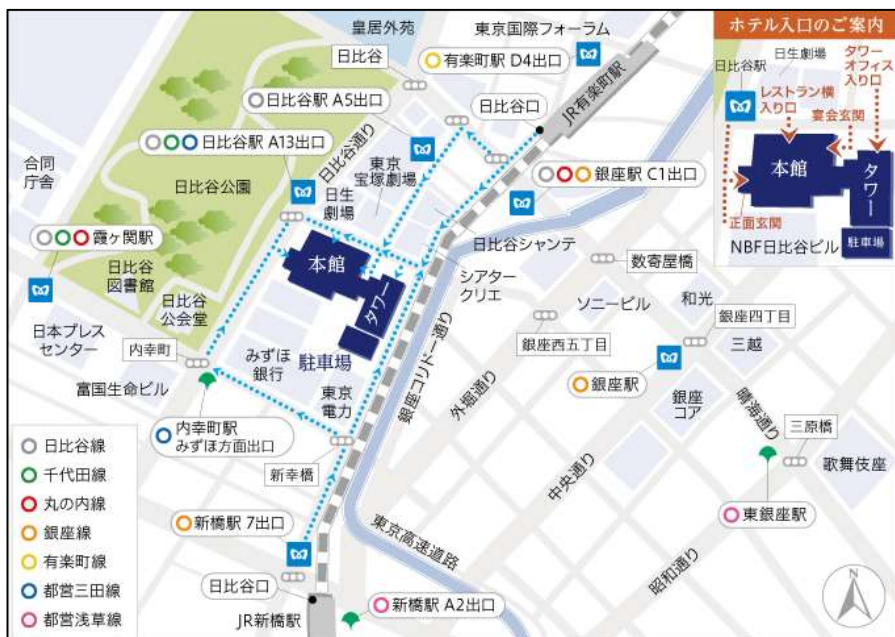 皇居外苑
東京国際フォーラム
日比谷
有楽町駅 D4出口
日比谷駅 A5出口
日比谷口
JR有楽町駅
日比谷駅 A13出口
日比谷通り
東京
宝塚劇場
合同
庁舎
日比谷公園
日生
劇場
銀座駅 C1出口
霞ヶ関駅
本館
日比谷シャンテ
数寄屋橋
日比谷
図書館
シアター
クリエ
タワー
ソニービル
和光
日比谷
公会堂
銀座四丁目
日本プレス
センター
内幸町
みずほ
銀行
駐車場
銀座コリドー通り
銀座西五丁目
三越
富国生命ビル
外堀通り
銀座駅
東京
電力
銀座
コア
晴海通り
内幸町駅
みずほ方面出口
三原橋
新幸橋
中央通り
歌舞伎座
新橋駅 7出口
東京高速道路
東銀座駅
昭和通り
日比谷口
JR新橋駅
新橋駅 A2出口
N
日比谷線
千代田線
丸の内線
銀座線
有楽町線
都営三田線
都営浅草線
ホテル入口のご案内
日比谷駅
日生劇場
タワー
オフィス
入り口
レストラン横
入り口
宴会玄関
本館
タワー
正面玄関
NBF日比谷ビル
駐車場